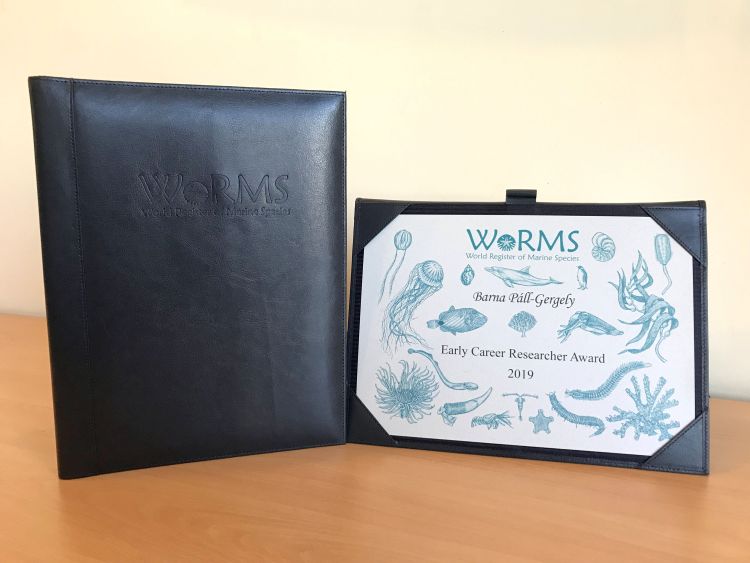 WoRMS
World Register of Marine Species
WoRMS
World Register of Marine Species
Barna Páll-Gergely
Early Career Researcher Award
2019